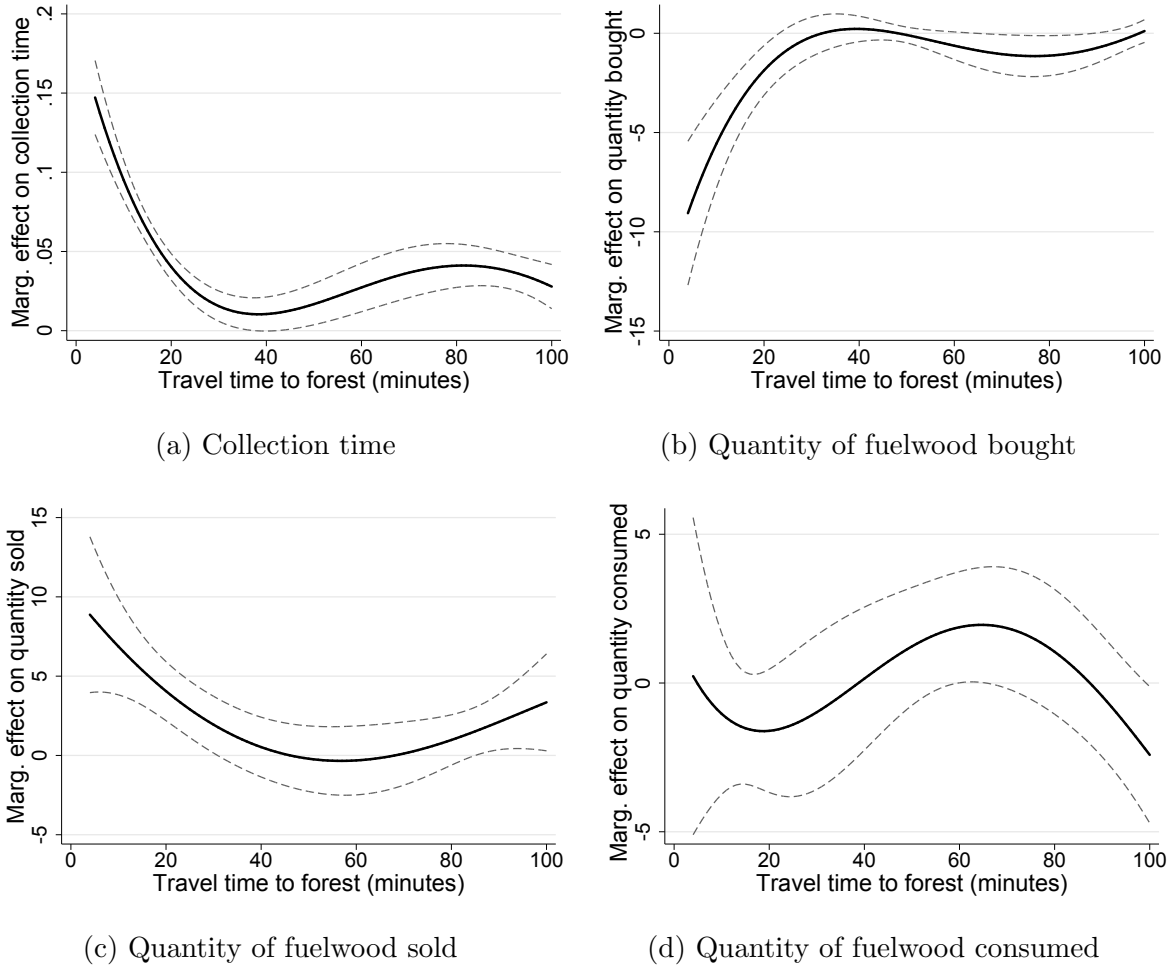 Marg. effect on collection time
0 .05 .1 .15 .2
0 20 40 60 80 100
Travel time to forest (minutes)
(a) Collection time
Marg. effect on quantity bought
-15 -10 -5 0
0 20 40 60 80 100
Travel time to forest (minutes)
(b) Quantity of fuelwood bought
Marg. effect on quantity sold
-5 0 5 10 15
0 20 40 60 80 100
Travel time to forest (minutes)
(c) Quantity of fuelwood sold
Marg. effect on quantity consumed
-5 0 5
0 20 40 60 80 100
Travel time to forest (minutes)
(d) Quantity of fuelwood consumed